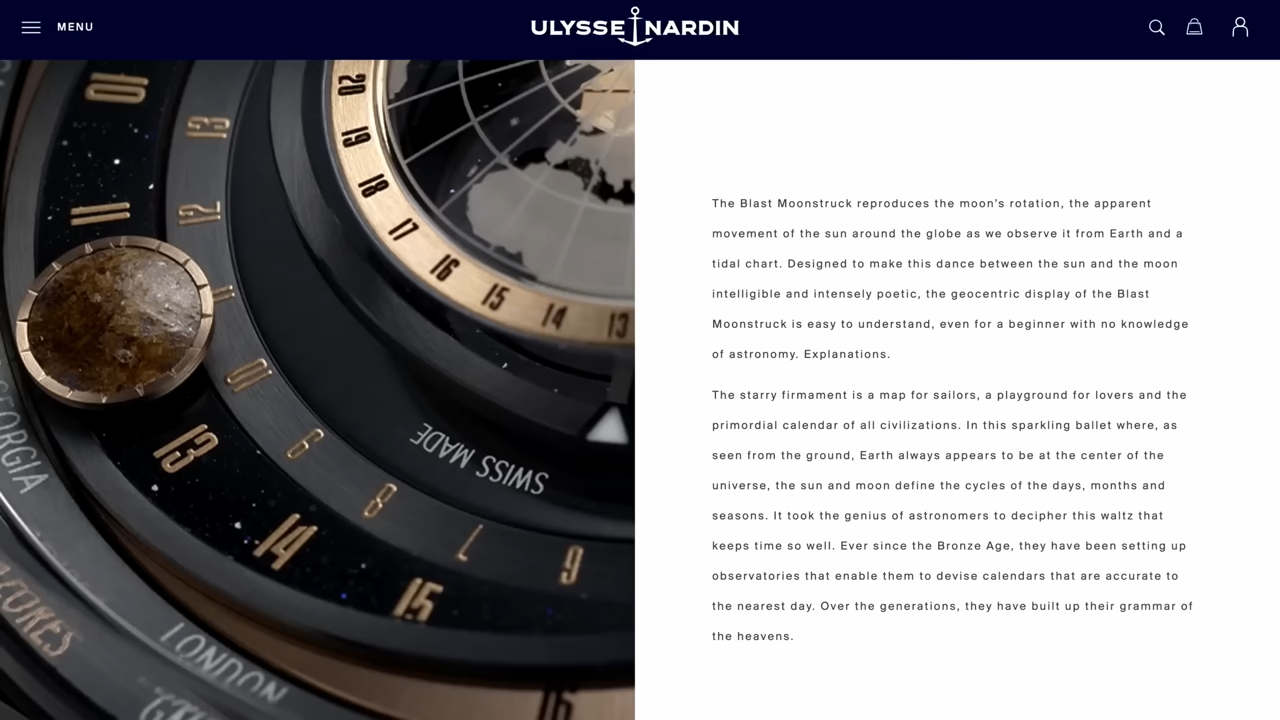 MENU
ULYSSE NARDIN
20
19
18
17
16
15
14
13
10
11
13
14
15
16
13
12
11
10
9
8
7
6
SWISS MADE
GEORGIA
AZORES
LONDON
The Blast Moonstruck reproduces the moon's rotation, the apparent
movement of the sun around the globe as we observe it from Earth and a
tidal chart. Designed to make this dance between the sun and the moon
intelligible and intensely poetic, the geocentric display of the Blast
Moonstruck is easy to understand, even for a beginner with no knowledge
of astronomy. Explanations.
The starry firmament is a map for sailors, a playground for lovers and the
primordial calendar of all civilizations. In this sparkling ballet where, as
seen from the ground, Earth always appears to be at the center of the
universe, the sun and moon define the cycles of the days, months and
seasons. It took the genius of astronomers to decipher this waltz that
keeps time so well. Ever since the Bronze Age, they have been setting up
observatories that enable them to devise calendars that are accurate to
the nearest day. Over the generations, they have built up their grammar of
the heavens.